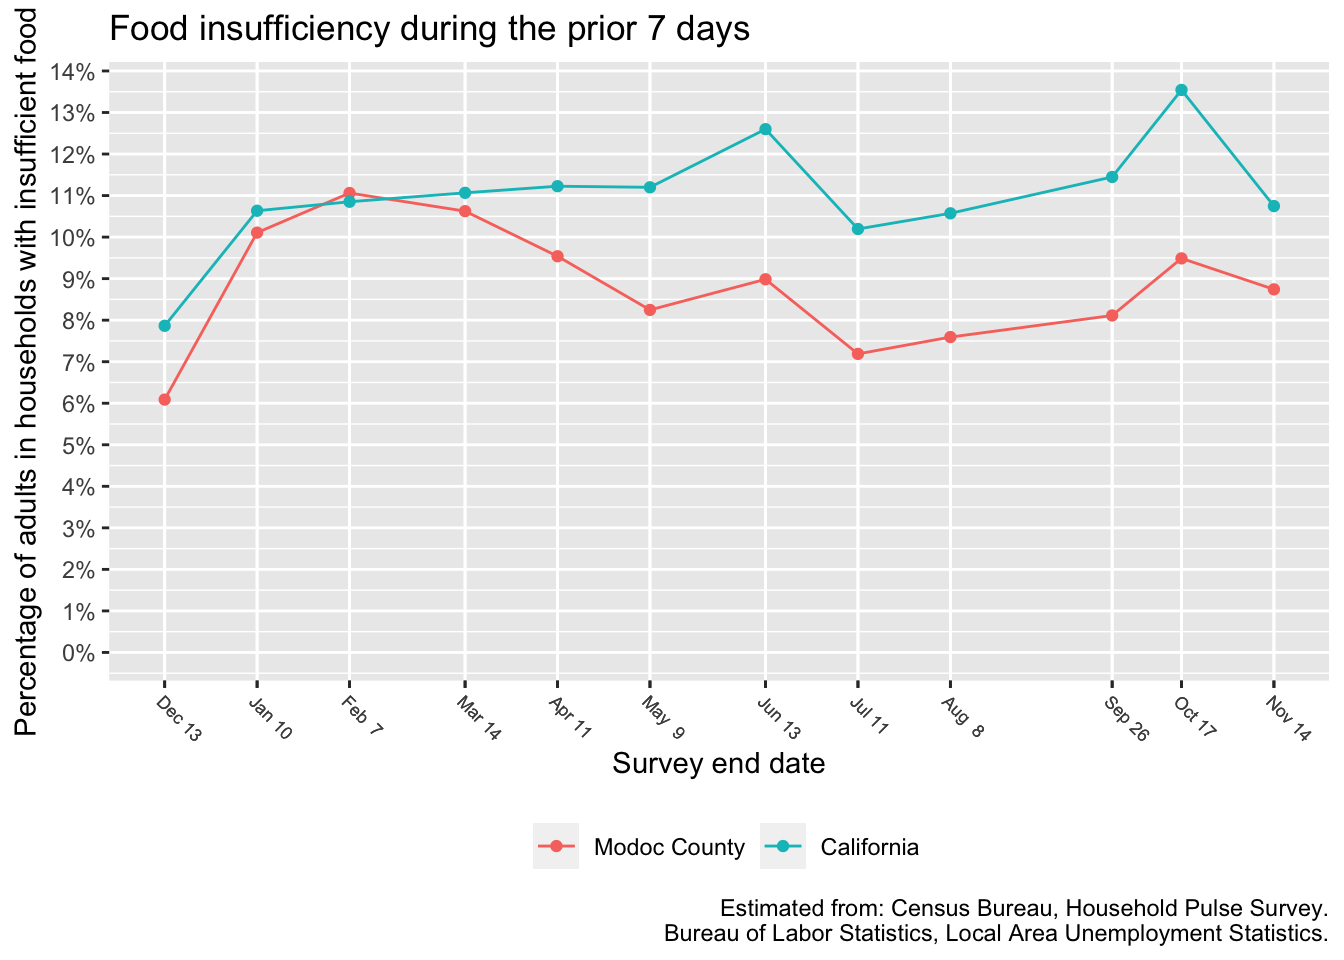 Food insufficiency during the prior 7 days
Percentage of adults in households with insufficient food
14%
13%
12%
11%
10%
9%
8%
7%
6%
5%
4%
3%
2%
1%
0%
Dec 13
Jan 10
Feb 7
Mar 14
Apr 11
May 9
Jun 13
Jul 11
Aug 8
Sep 26
Oct 17
Nov 14
Survey end date
Modoc County
California
Estimated from: Census Bureau, Household Pulse Survey.
Bureau of Labor Statistics, Local Area Unemployment Statistics.